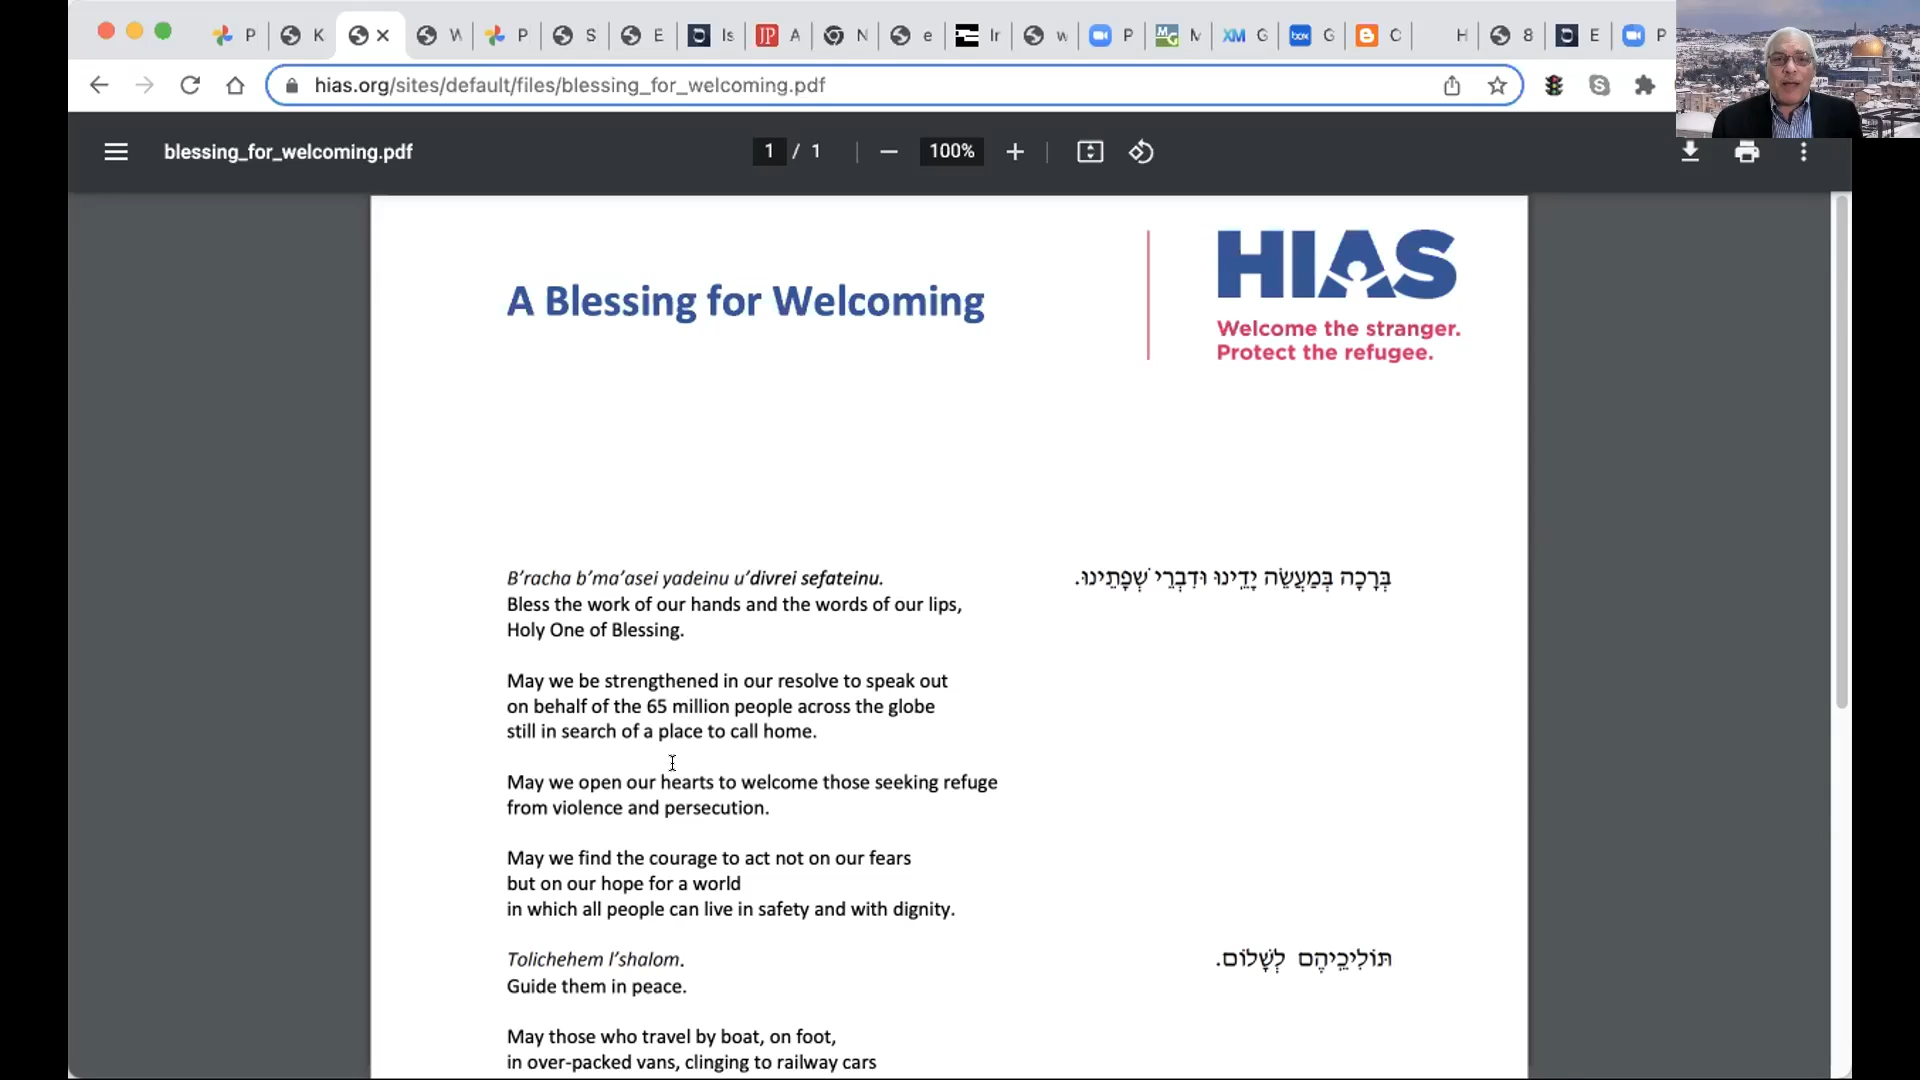 P K W P S E Is A N e Ir w P M G G C H 8 E P
hias.org/sites/default/files/blessing_for_welcoming.pdf
blessing_for_welcoming.pdf
1 / 1
100%
A Blessing for Welcoming
HIAS
Welcome the stranger.
Protect the refugee.
B’racha b’ma’asei yadeinu u’divrei sefateinu.
בְּרָכָה בְּמַעֲשֵׂה יָדֵינוּ וּדִבְרֵי שְׂפָתֵינוּ.
Bless the work of our hands and the words of our lips,
Holy One of Blessing.
May we be strengthened in our resolve to speak out
on behalf of the 65 million people across the globe
still in search of a place to call home.
May we open our hearts to welcome those seeking refuge
from violence and persecution.
May we find the courage to act not on our fears
but on our hope for a world
in which all people can live in safety and with dignity.
Tolichehem l’shalom.
תּוֹלִיכֵיהֶם לְשָׁלוֹם.
Guide them in peace.
May those who travel by boat, on foot,
in over-packed vans, clinging to railway cars